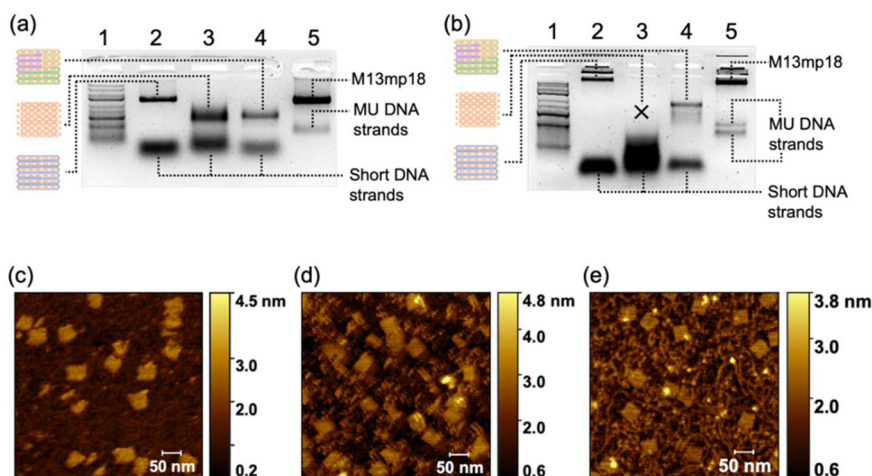 (a)
1 2 3 4 5
M13mp18
MU DNA
strands
Short DNA
strands
(b)
1 2 3 4 5
M13mp18
MU DNA
strands
Short DNA
strands
(c)
4.5 nm
3.5
2.0
0.2
50 nm
(d)
4.8 nm
4.0
3.0
2.0
0.6
50 nm
(e)
3.8 nm
3.0
2.0
0.6
50 nm